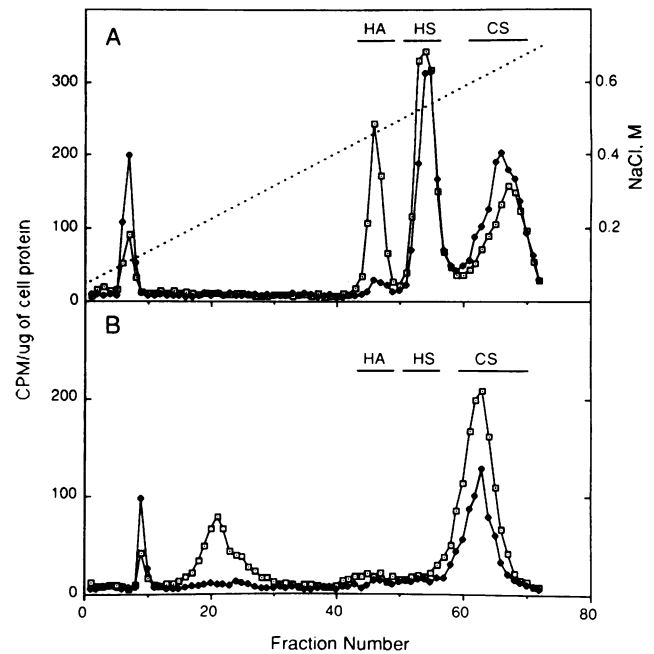 A
HA
HS
CS
300
200
100
0
0.6
0.4
0.2
NaCl, M
CPM/ug of cell protein
B
HA
HS
CS
200
100
0
0
20
40
60
80
Fraction Number